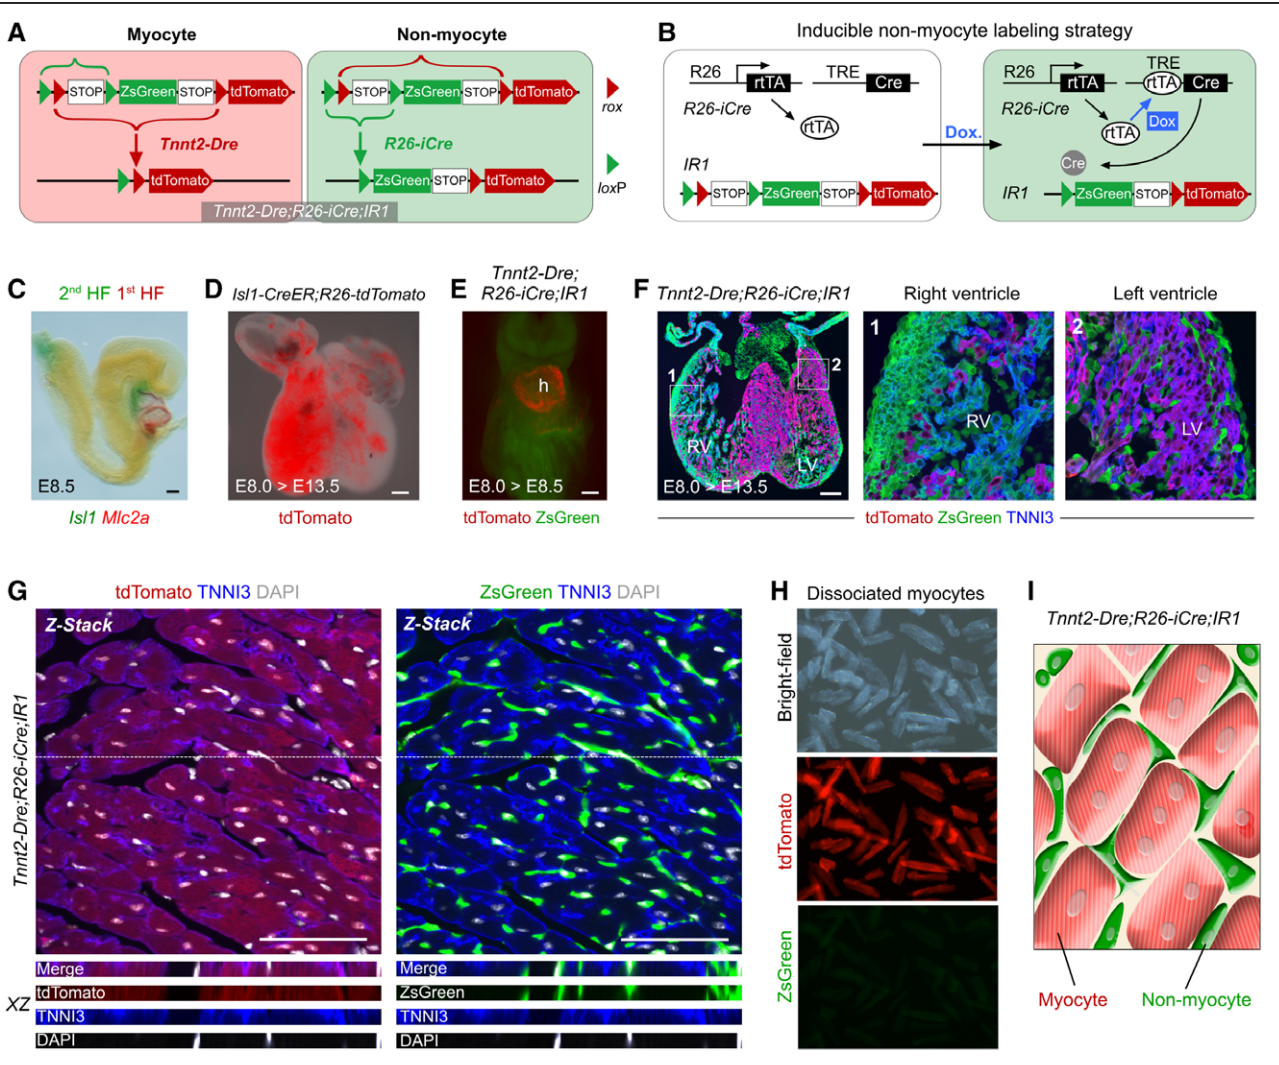 A
Myocyte
Non-myocyte
STOP ZsGreen STOP tdTomato
STOP ZsGreen STOP tdTomato
rox
Tnnt2-Dre
R26-iCre
tdTomato
ZsGreen STOP tdTomato
loxP
Tnnt2-Dre;R26-iCre;IR1
B
Inducible non-myocyte labeling strategy
R26
rtTA
TRE
Cre
R26-iCre
rtTA
IR1
STOP ZsGreen STOP tdTomato
Dox.
R26
rtTA
TRE
rtTA
Cre
R26-iCre
rtTA
Dox
Cre
IR1
ZsGreen STOP tdTomato
C
2nd HF 1st HF
E8.5
Isl1 Mlc2a
D
Isl1-CreER;R26-tdTomato
E8.0 > E13.5
tdTomato
E
Tnnt2-Dre;
R26-iCre;IR1
h
E8.0 > E8.5
tdTomato ZsGreen
F
Tnnt2-Dre;R26-iCre;IR1
1
2
RV
LV
E8.0 > E13.5
Right ventricle
1
RV
Left ventricle
2
LV
tdTomato ZsGreen TNNI3
G
tdTomato TNNI3 DAPI
ZsGreen TNNI3 DAPI
Tnnt2-Dre;R26-iCre;IR1
Z-Stack
Z-Stack
XZ
Merge
tdTomato
TNNI3
DAPI
Merge
ZsGreen
TNNI3
DAPI
H
Dissociated myocytes
Bright-field
tdTomato
ZsGreen
I
Tnnt2-Dre;R26-iCre;IR1
Myocyte
Non-myocyte